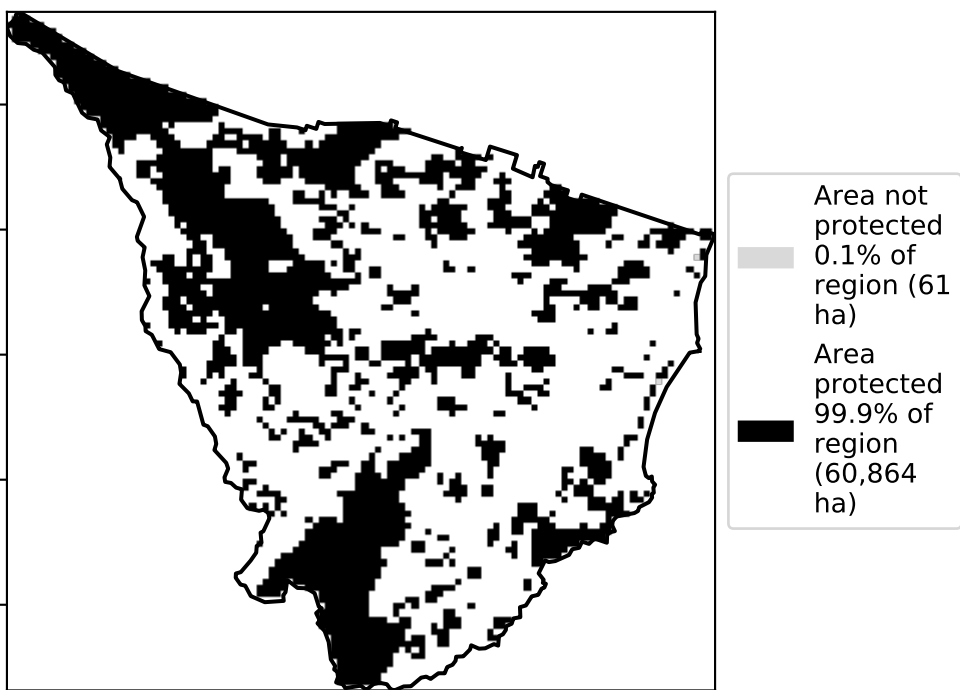 Area not
protected
0.1% of
region (61
ha)
Area
protected
99.9% of
region
(60,864
ha)